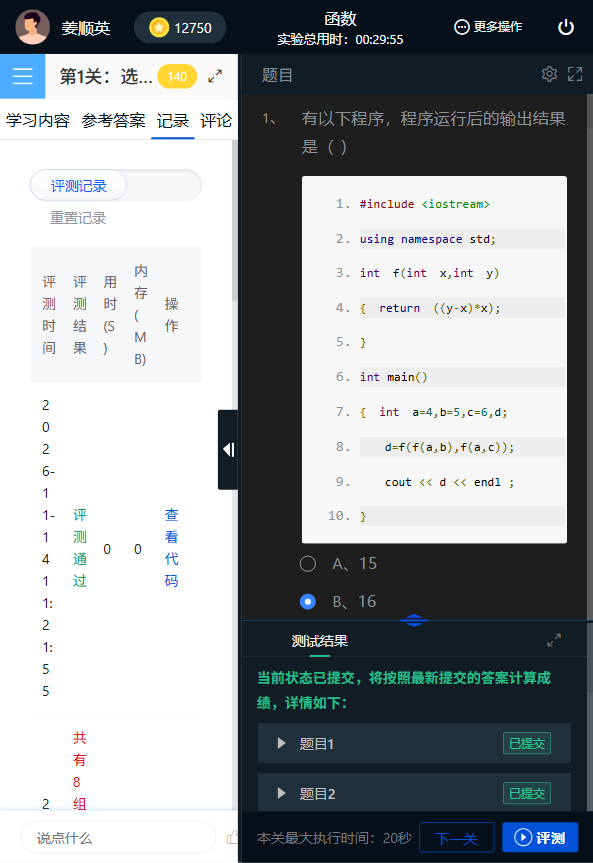 姜顺英
12750
函数
实验总用时：00:29:55
更多操作
第1关：选...
140
学习内容 参考答案 记录 评论
评测记录
重置记录
评测时间
评测结果
用时(S)
内存(MB)
操作
2026-11-14 11:21:55
评测通过
0
0
查看代码
2
共有8组
说点什么
题目
1、
有以下程序，程序运行后的输出结果
是（ ）
1. #include <iostream>
2. using namespace std;
3. int f(int x,int y)
4. { return ((y-x)*x);
5. }
6. int main()
7. { int a=4,b=5,c=6,d;
8. d=f(f(a,b),f(a,c));
9. cout << d << endl ;
10. }
A、15
B、16
测试结果
当前状态已提交，将按照最新提交的答案计算成
绩，详情如下：
题目1
已提交
题目2
已提交
本关最大执行时间：20秒
下一关
评测